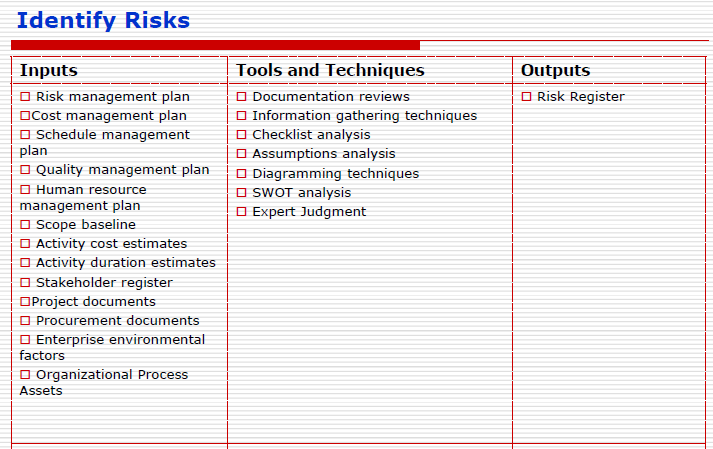 Identify Risks
Inputs
Risk management plan
Cost management plan
Schedule management
plan
Quality management plan
Human resource
management plan
Scope baseline
Activity cost estimates
Activity duration estimates
Stakeholder register
Project documents
Procurement documents
Enterprise environmental
factors
Organizational Process
Assets
Tools and Techniques
Documentation reviews
Information gathering techniques
Checklist analysis
Assumptions analysis
Diagramming techniques
SWOT analysis
Expert Judgment
Outputs
Risk Register